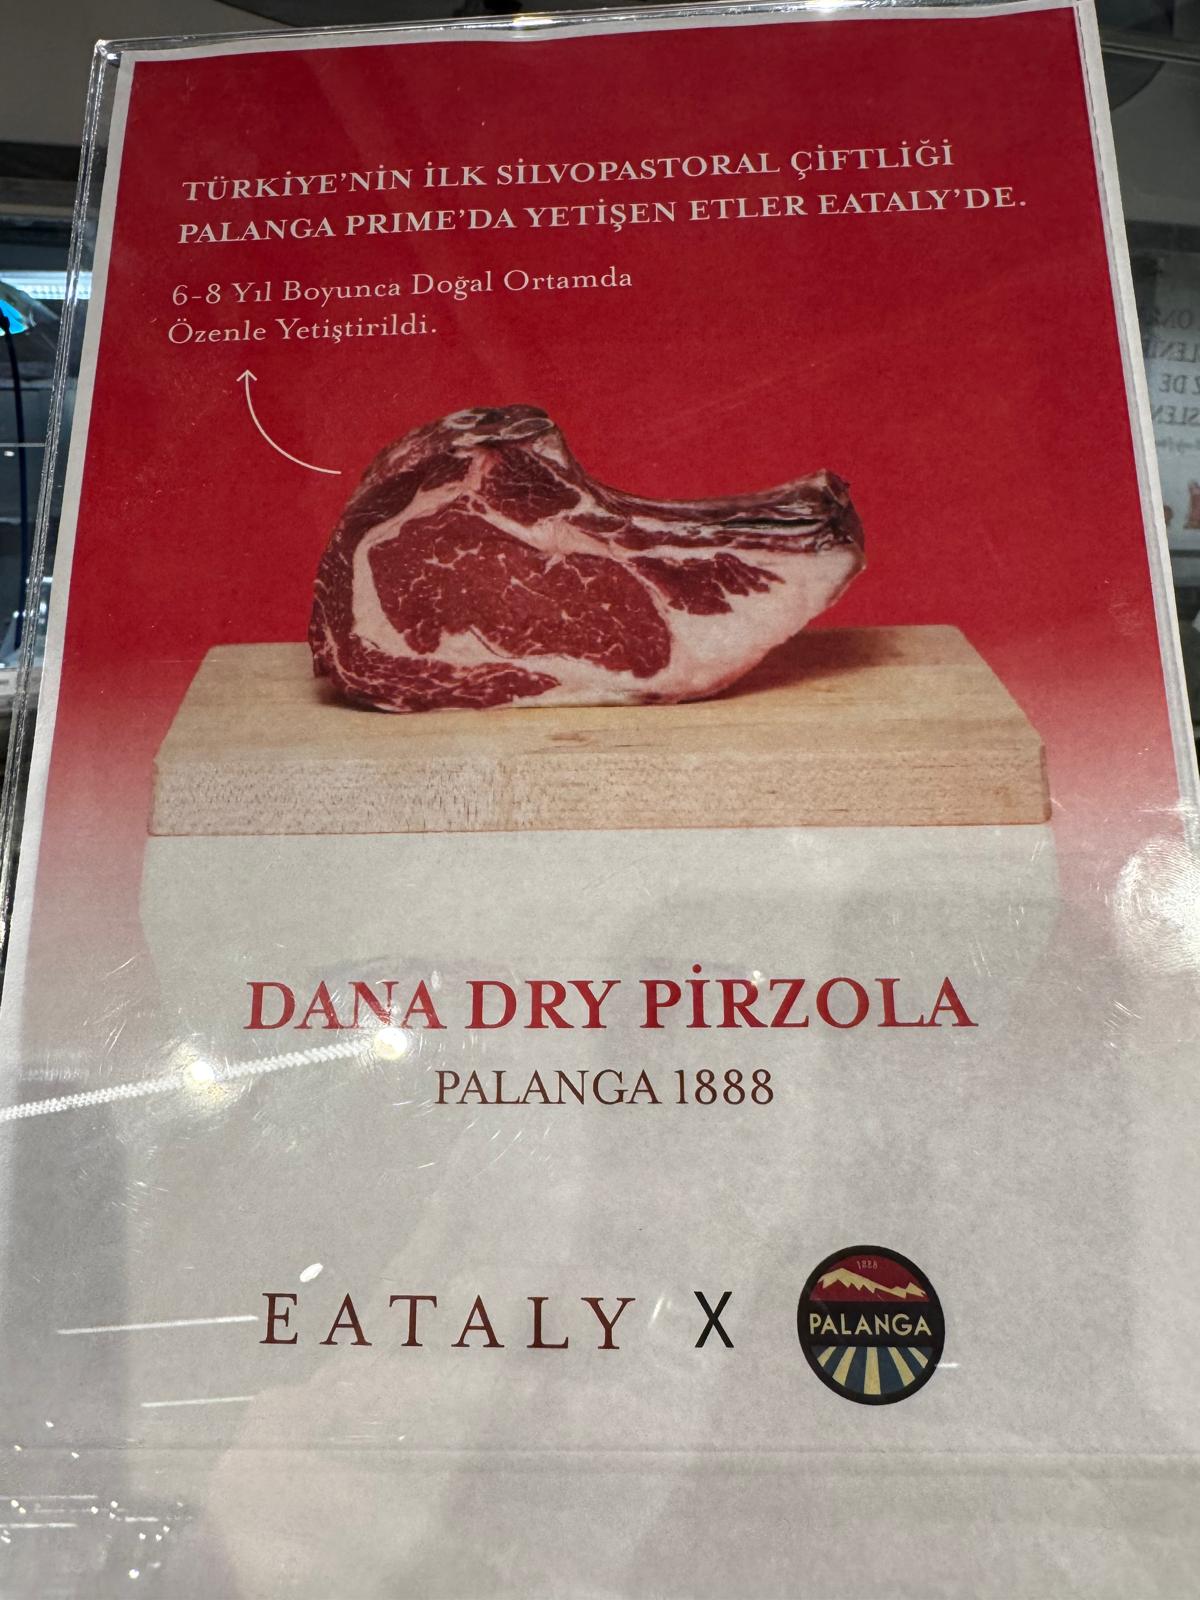 TÜRKİYE'NİN İLK SİLVOPASTORAL ÇİFTLİĞİ
PALANGA PRIME'DA YETİŞEN ETLER EATALY'DE.
6-8 Yıl Boyunca Doğal Ortamda
Özenle Yetiştirildi.
DANA DRY PİRZOLA
PALANGA 1888
EATALY X
1888
PALANGA